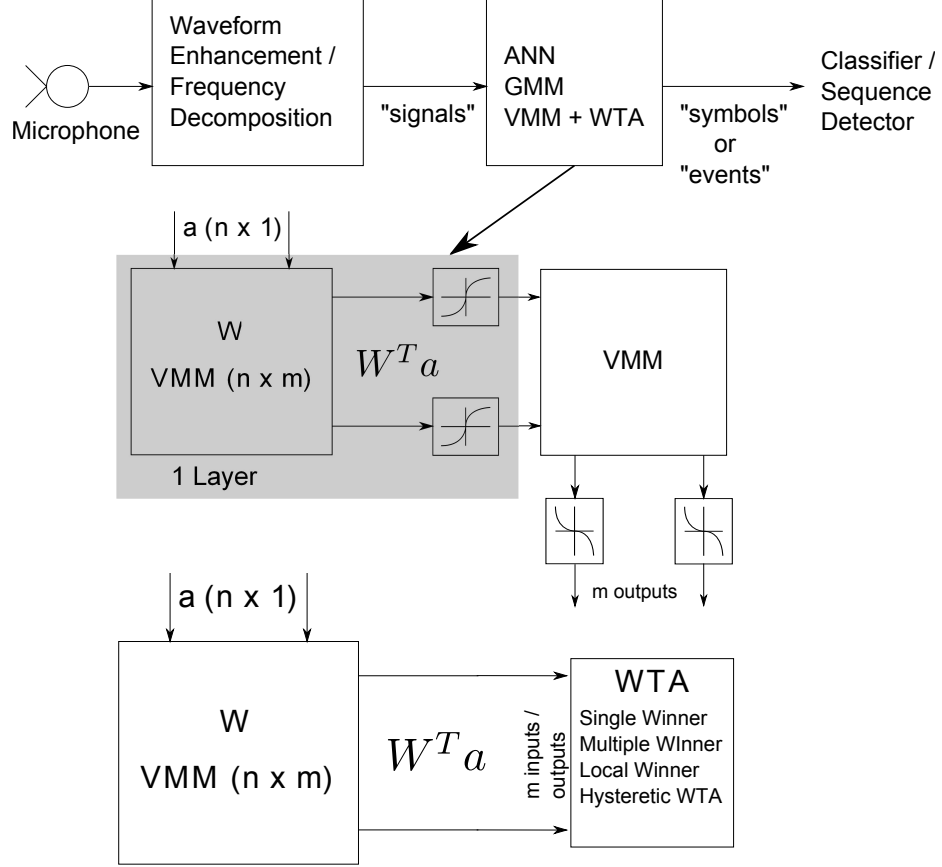 Microphone
Waveform
Enhancement /
Frequency
Decomposition
"signals"
ANN
GMM
VMM + WTA
"symbols"
or
"events"
Classifier /
Sequence
Detector
a (n x 1)
W
VMM (n x m)
W^T a
1 Layer
VMM
m outputs
a (n x 1)
W
VMM (n x m)
W^T a
m inputs /
outputs
WTA
Single Winner
Multiple WInner
Local Winner
Hysteretic WTA